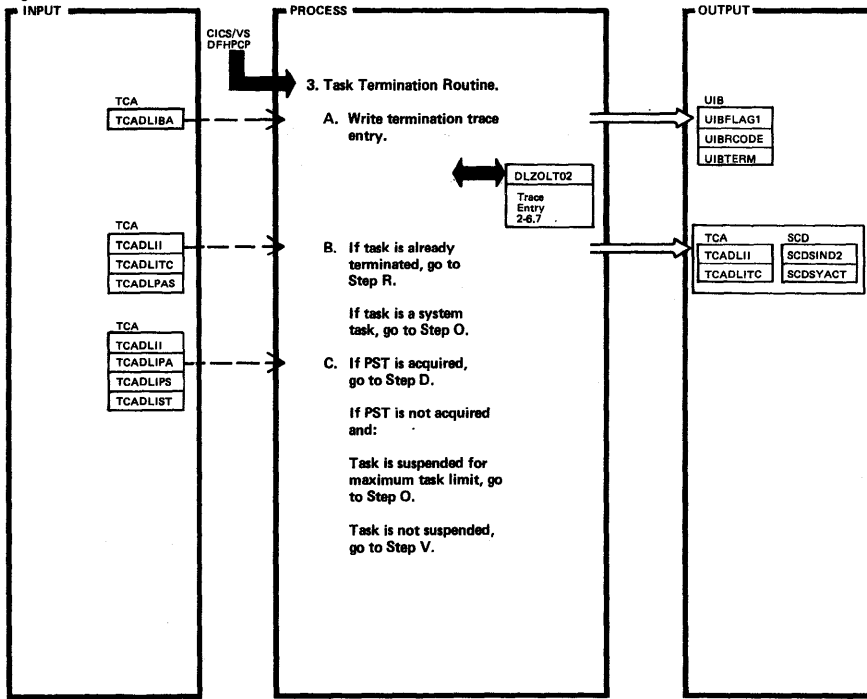 INPUT
PROCESS
OUTPUT
CICS/VS
DFHPCP
3. Task Termination Routine.
TCA
TCADLIBA
A. Write termination trace
entry.
UIB
UIBFLAG1
UIBRCODE
UIBTERM
DLZOLT02
Trace
Entry
2-6.7
TCA
TCADLII
TCADLITC
TCADLPAS
B. If task is already
terminated, go to
Step R.
If task is a system
task, go to Step O.
TCA
TCADLII
TCADLITC
SCD
SCDSIND2
SCDSYACT
TCA
TCADLII
TCADLIPA
TCADLIPS
TCADLIST
C. If PST is acquired,
go to Step D.
If PST is not acquired
and:
Task is suspended for
maximum task limit, go
to Step O.
Task is not suspended,
go to Step V.